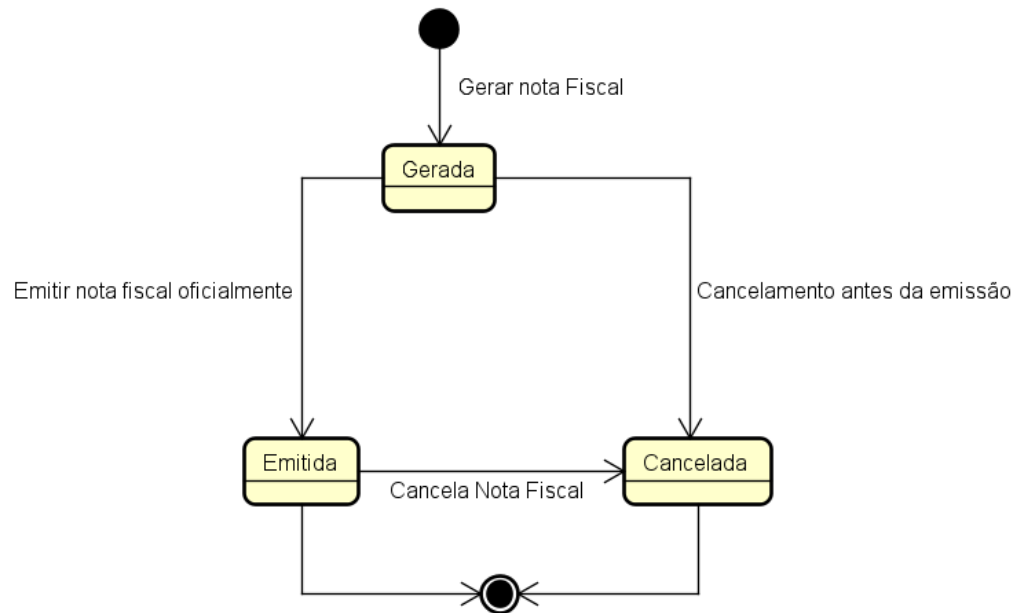 Gerar nota Fiscal
Gerada
Emitir nota fiscal oficialmente
Cancelamento antes da emissão
Emitida
Cancelada
Cancela Nota Fiscal